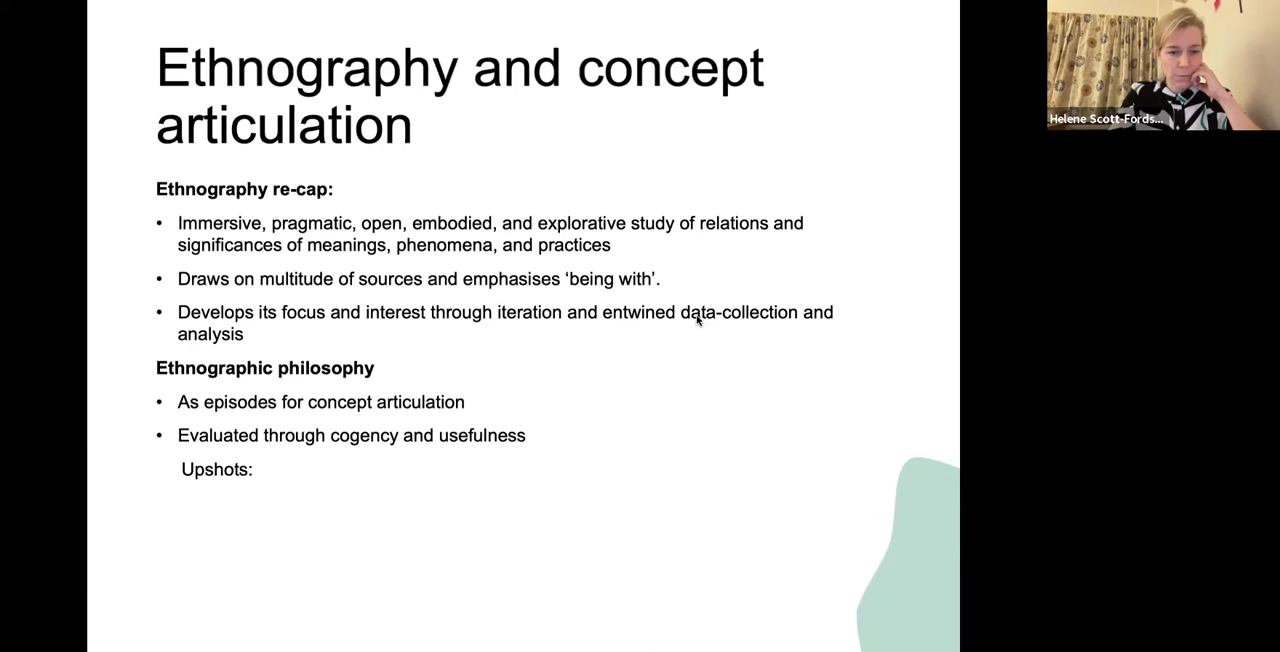 Ethnography and concept
articulation
Ethnography re-cap:
• Immersive, pragmatic, open, embodied, and explorative study of relations and
significances of meanings, phenomena, and practices
• Draws on multitude of sources and emphasises ‘being with’.
• Develops its focus and interest through iteration and entwined data-collection and
analysis
Ethnographic philosophy
• As episodes for concept articulation
• Evaluated through cogency and usefulness
Upshots:
Helene Scott-Fords...